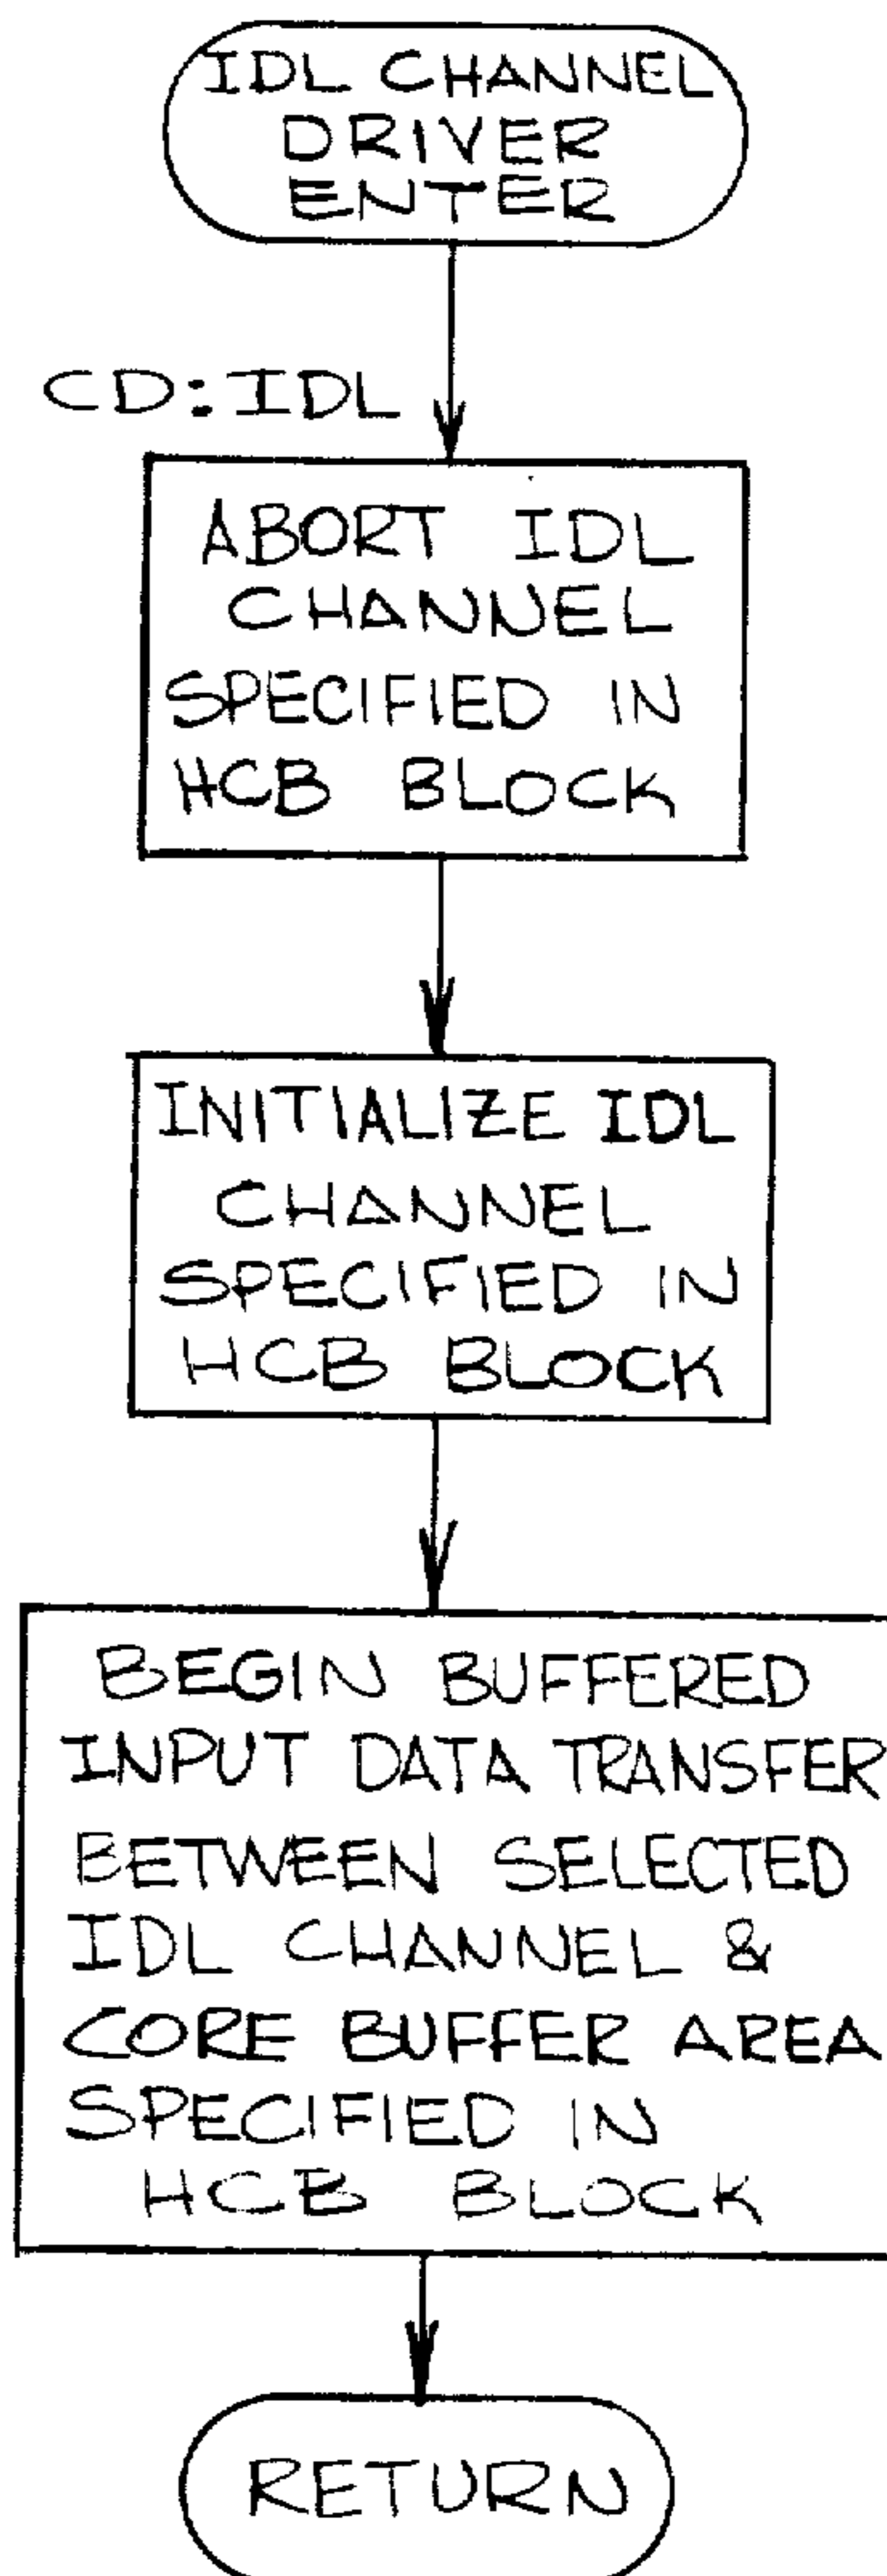 IDL CHANNEL
DRIVER
ENTER
CD:IDL
ABORT IDL
CHANNEL
SPECIFIED IN
HCB BLOCK
INITIALIZE IDL
CHANNEL
SPECIFIED IN
HCB BLOCK
BEGIN BUFFERED
INPUT DATA TRANSFER
BETWEEN SELECTED
IDL CHANNEL &
CORE BUFFER AREA
SPECIFIED IN
HCB BLOCK
RETURN